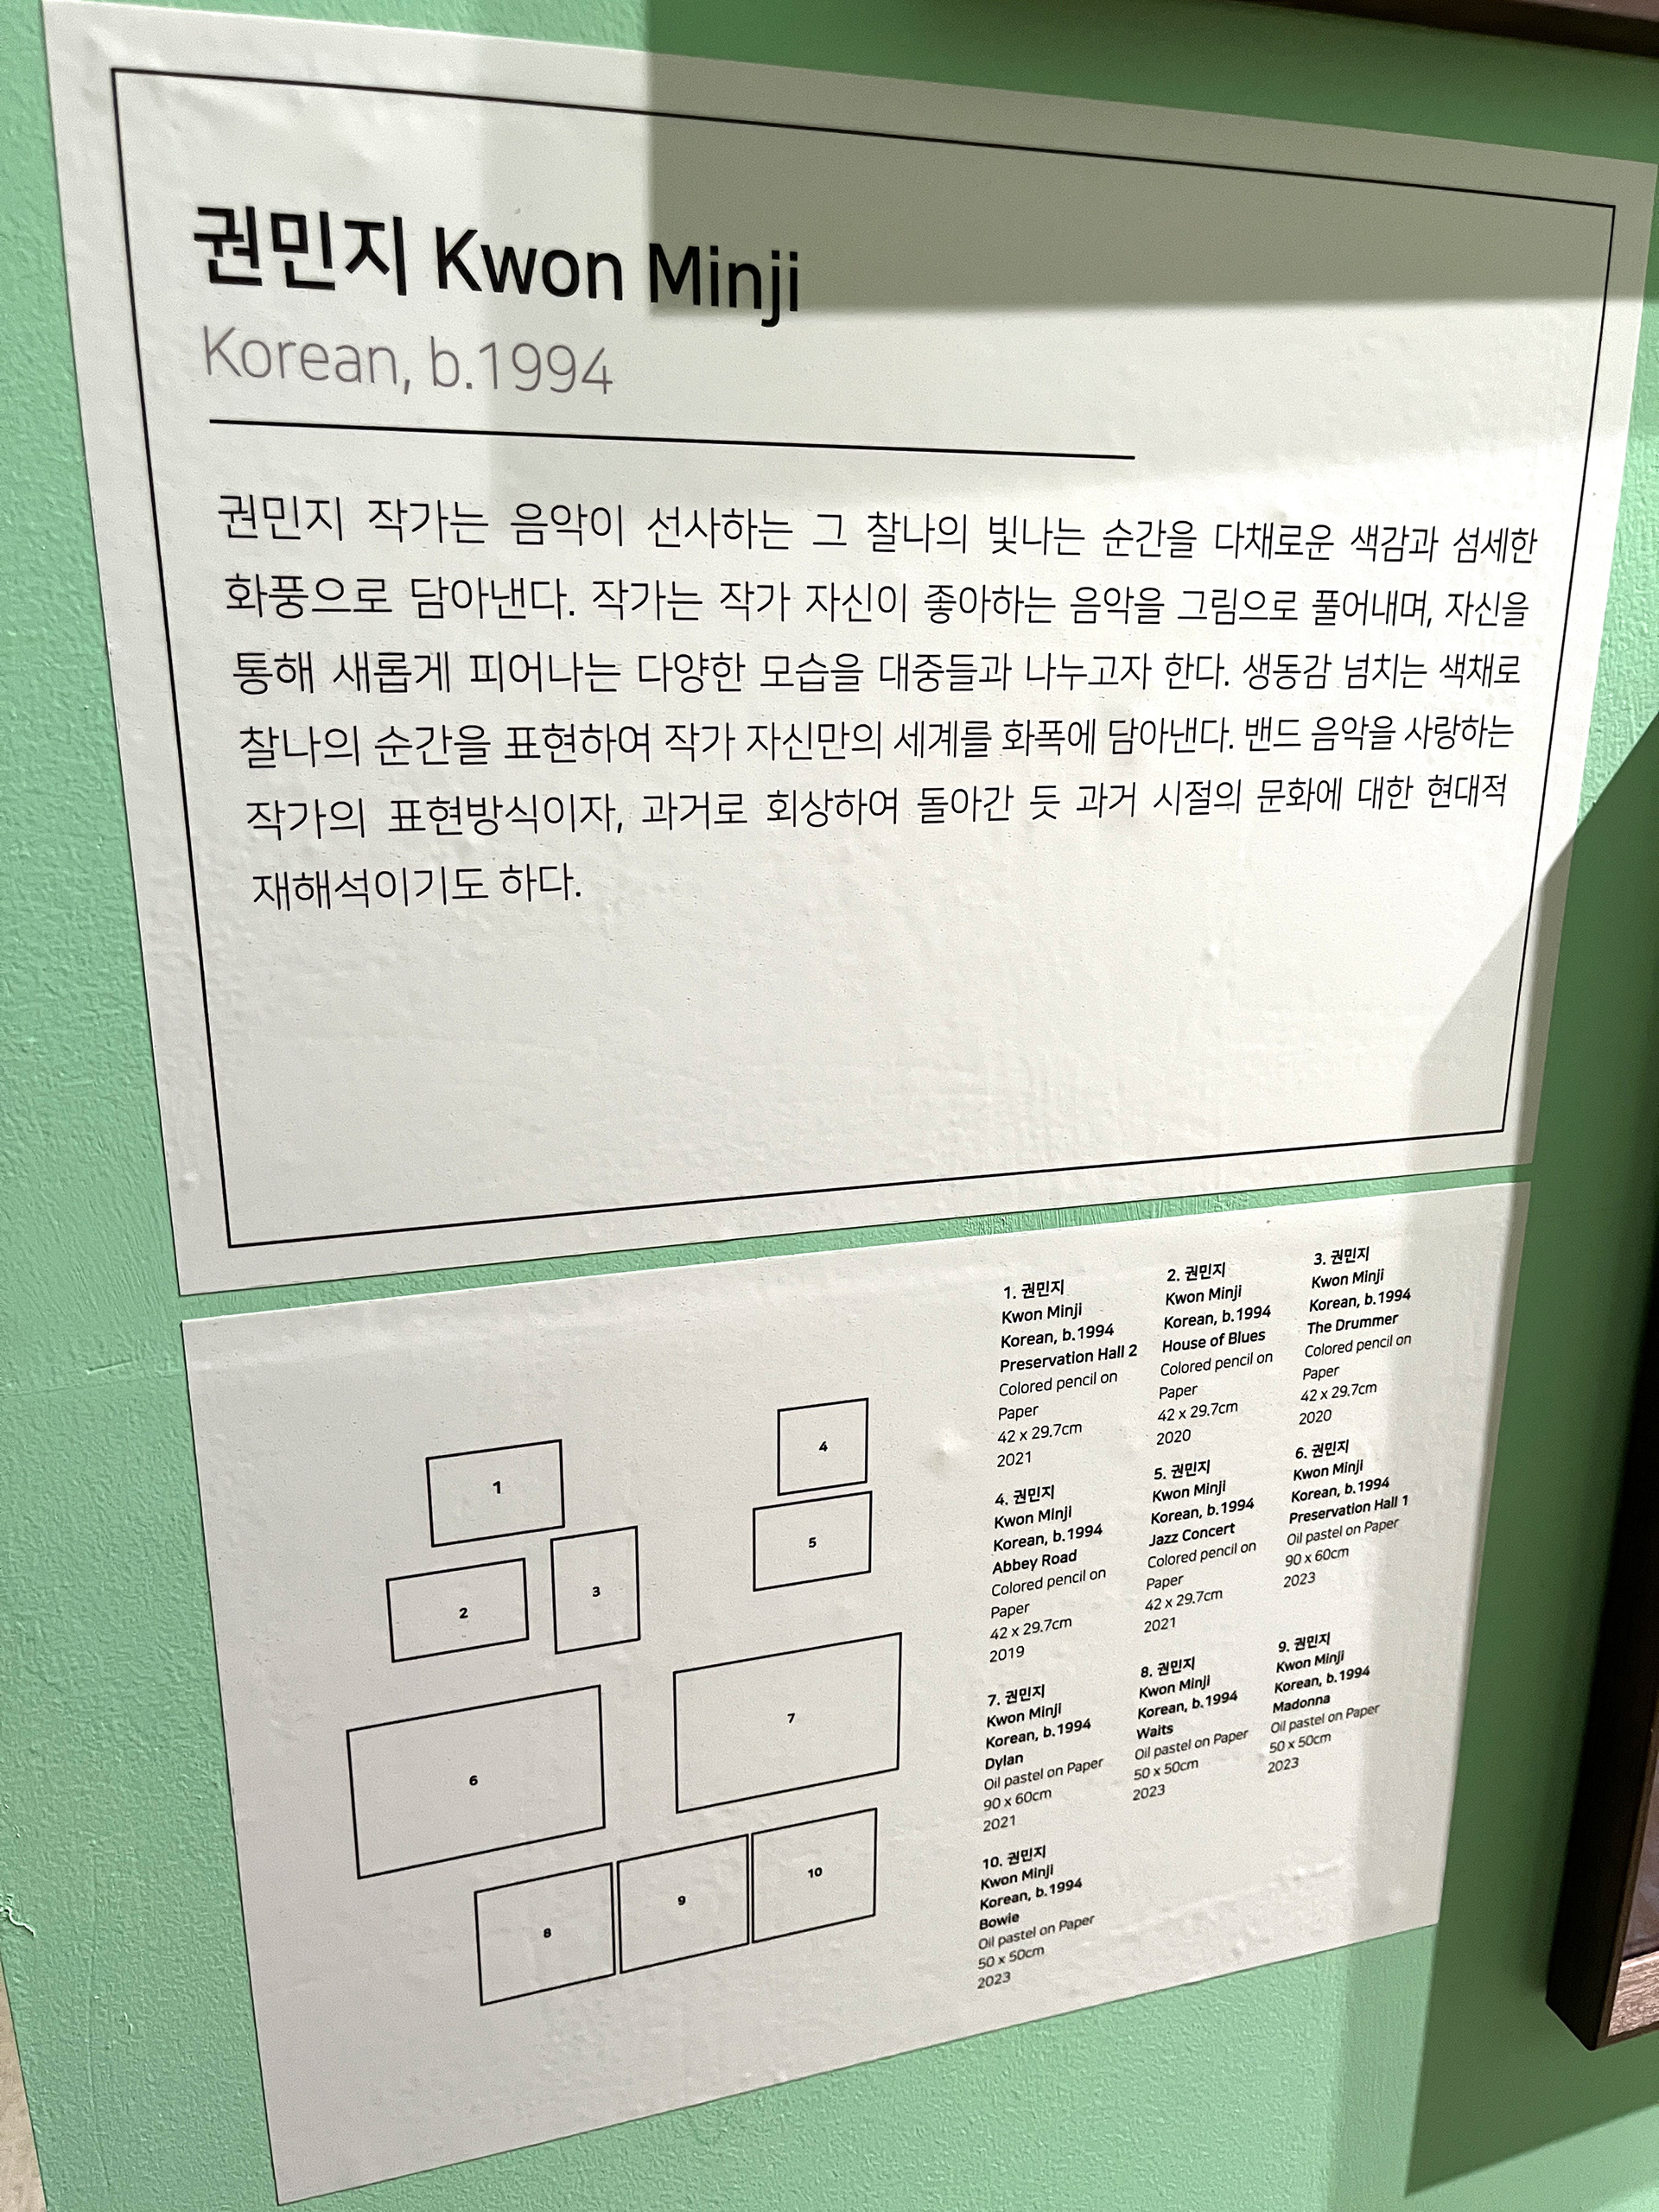 권민지 Kwon Minji
Korean, b.1994
권민지 작가는 음악이 선사하는 그 찰나의 빛나는 순간을 다채로운 색감과 섬세한
화풍으로 담아낸다. 작가는 작가 자신이 좋아하는 음악을 그림으로 풀어내며, 자신을
통해 새롭게 피어나는 다양한 모습을 대중들과 나누고자 한다. 생동감 넘치는 색채로
찰나의 순간을 표현하여 작가 자신만의 세계를 화폭에 담아낸다. 밴드 음악을 사랑하는
작가의 표현방식이자, 과거로 회상하여 돌아간 듯 과거 시절의 문화에 대한 현대적
재해석이기도 하다.
1
2
3
4
5
6
7
8
9
10
1. 권민지
Kwon Minji
Korean, b.1994
Preservation Hall 2
Colored pencil on
Paper
42 x 29.7cm
2021
2. 권민지
Kwon Minji
Korean, b.1994
House of Blues
Colored pencil on
Paper
42 x 29.7cm
2020
3. 권민지
Kwon Minji
Korean, b.1994
The Drummer
Colored pencil on
Paper
42 x 29.7cm
2020
4. 권민지
Kwon Minji
Korean, b.1994
Abbey Road
Colored pencil on
Paper
42 x 29.7cm
2019
5. 권민지
Kwon Minji
Korean, b.1994
Jazz Concert
Colored pencil on
Paper
42 x 29.7cm
2021
6. 권민지
Kwon Minji
Korean, b.1994
Preservation Hall 1
Oil pastel on Paper
90 x 60cm
2023
7. 권민지
Kwon Minji
Korean, b.1994
Dylan
Oil pastel on Paper
90 x 60cm
2021
8. 권민지
Kwon Minji
Korean, b.1994
Waits
Oil pastel on Paper
50 x 50cm
2023
9. 권민지
Kwon Minji
Korean, b.1994
Madonna
Oil pastel on Paper
50 x 50cm
2023
10. 권민지
Kwon Minji
Korean, b.1994
Bowie
Oil pastel on Paper
50 x 50cm
2023